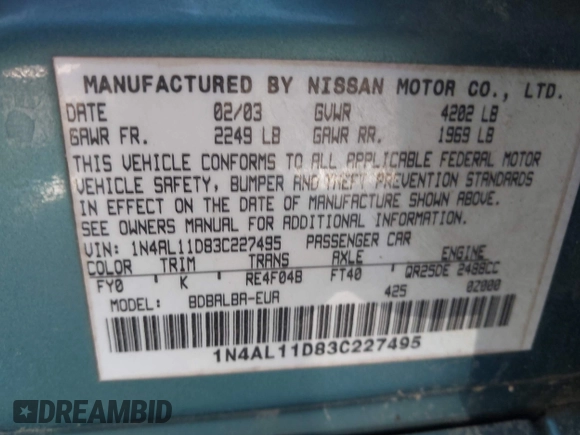 MANUFACTURED BY NISSAN MOTOR CO., LTD.
DATE 02/03 GVWR 4202 LB
GAWR FR. 2249 LB GAWR RR. 1969 LB
THIS VEHICLE CONFORMS TO ALL APPLICABLE FEDERAL MOTOR
VEHICLE SAFETY, BUMPER AND THEFT PREVENTION STANDARDS
IN EFFECT ON THE DATE OF MANUFACTURE SHOWN ABOVE.
SEE OWNERS MANUAL FOR ADDITIONAL INFORMATION.
VIN: 1N4AL11D83C227495 PASSENGER CAR
COLOR TRIM TRANS AXLE ENGINE
FY0 K RE4F04B FT40 QR25DE 2488CC
MODEL: BDBALBA-EUA 425 0Z000
1N4AL11D83C227495
DREAMBID